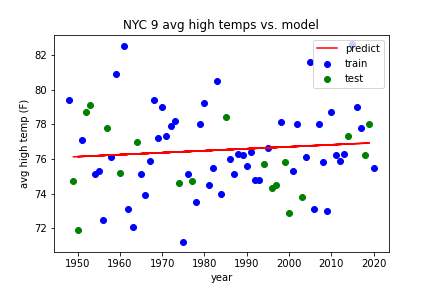 NYC 9 avg high temps vs. model
predict
train
test
avg high temp (F)
82
80
78
76
74
72
1950
1960
1970
1980
1990
2000
2010
2020
year